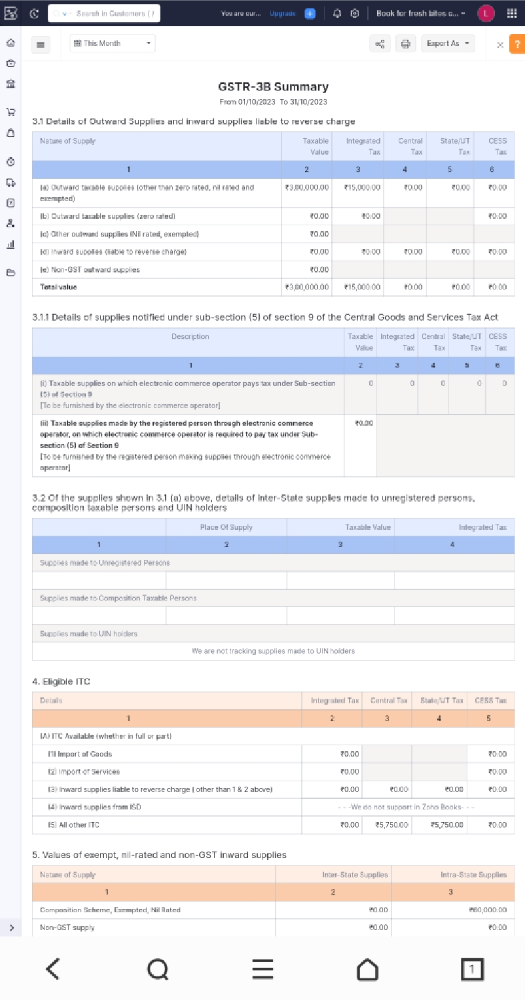 Search in Customers ( /
You are our... Upgrade
Book for fresh bites c...
L
This Month
Export As
?
GSTR-3B Summary
From 01/10/2023 To 31/10/2023
3.1 Details of Outward Supplies and inward supplies liable to reverse charge
Nature of Supply Taxable Value Integrated Tax Central Tax State/UT Tax CESS Tax
1 2 3 4 5 6
(a) Outward taxable supplies (other than zero rated, nil rated and exempted) ₹3,00,000.00 ₹15,000.00 ₹0.00 ₹0.00 ₹0.00
(b) Outward taxable supplies (zero rated) ₹0.00 ₹0.00 ₹0.00
(c) Other outward supplies (Nil rated, exempted) ₹0.00
(d) Inward supplies (liable to reverse charge) ₹0.00 ₹0.00 ₹0.00 ₹0.00 ₹0.00
(e) Non-GST outward supplies ₹0.00
Total value ₹3,00,000.00 ₹15,000.00 ₹0.00 ₹0.00 ₹0.00
3.1.1 Details of supplies notified under sub-section (5) of section 9 of the Central Goods and Services Tax Act
Description Taxable Value Integrated Tax Central Tax State/UT Tax CESS Tax
1 2 3 4 5 6
(i) Taxable supplies on which electronic commerce operator pays tax under Sub-section 0 0 0 0 0
(5) of Section 9
[To be furnished by the electronic commerce operator]
(ii) Taxable supplies made by the registered person through electronic commerce ₹0.00
operator, on which electronic commerce operator is required to pay tax under Sub-
section (5) of Section 9
[To be furnished by the registered person making supplies through electronic commerce
operator]
3.2 Of the supplies shown in 3.1 (a) above, details of inter-State supplies made to unregistered persons,
composition taxable persons and UIN holders
Place Of Supply Taxable Value Integrated Tax
1 2 3 4
Supplies made to Unregistered Persons
Supplies made to Composition Taxable Persons
Supplies made to UIN holders
We are not tracking supplies made to UIN holders
4. Eligible ITC
Details Integrated Tax Central Tax State/UT Tax CESS Tax
1 2 3 4 5
(A) ITC Available (whether in full or part)
(1) Import of Goods ₹0.00 ₹0.00
(2) Import of Services ₹0.00 ₹0.00
(3) Inward supplies liable to reverse charge ( other than 1 & 2 above) ₹0.00 ₹0.00 ₹0.00 ₹0.00
(4) Inward supplies from ISD - - -We do not support in Zoho Books- - -
(5) All other ITC ₹0.00 ₹5,750.00 ₹5,750.00 ₹0.00
5. Values of exempt, nil-rated and non-GST inward supplies
Nature of Supply Inter-State Supplies Intra-State Supplies
1 2 3
Composition Scheme, Exempted, Nil Rated ₹0.00 ₹60,000.00
Non-GST supply ₹0.00 ₹0.00
1